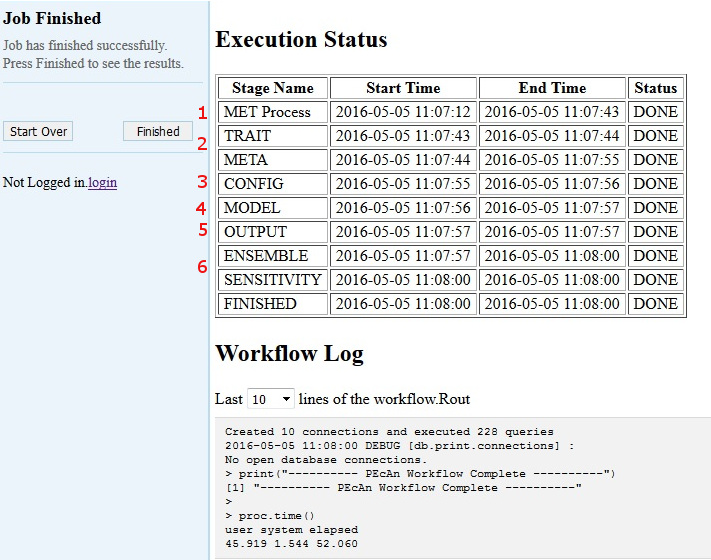 Job Finished
Job has finished successfully.
Press Finished to see the results.
Start Over Finished
Not Logged in.login
1
2
3
4
5
6
Execution Status
Stage Name Start Time End Time Status
MET Process 2016-05-05 11:07:12 2016-05-05 11:07:43 DONE
TRAIT 2016-05-05 11:07:43 2016-05-05 11:07:44 DONE
META 2016-05-05 11:07:44 2016-05-05 11:07:55 DONE
CONFIG 2016-05-05 11:07:55 2016-05-05 11:07:56 DONE
MODEL 2016-05-05 11:07:56 2016-05-05 11:07:57 DONE
OUTPUT 2016-05-05 11:07:57 2016-05-05 11:07:57 DONE
ENSEMBLE 2016-05-05 11:07:57 2016-05-05 11:08:00 DONE
SENSITIVITY 2016-05-05 11:08:00 2016-05-05 11:08:00 DONE
FINISHED 2016-05-05 11:08:00 2016-05-05 11:08:00 DONE
Workflow Log
Last 10 lines of the workflow.Rout
Created 10 connections and executed 228 queries
2016-05-05 11:08:00 DEBUG [db.print.connections] :
No open database connections.
> print("---------- PEcAn Workflow Complete ----------")
[1] "---------- PEcAn Workflow Complete ----------"
>
> proc.time()
user system elapsed
45.919 1.544 52.060